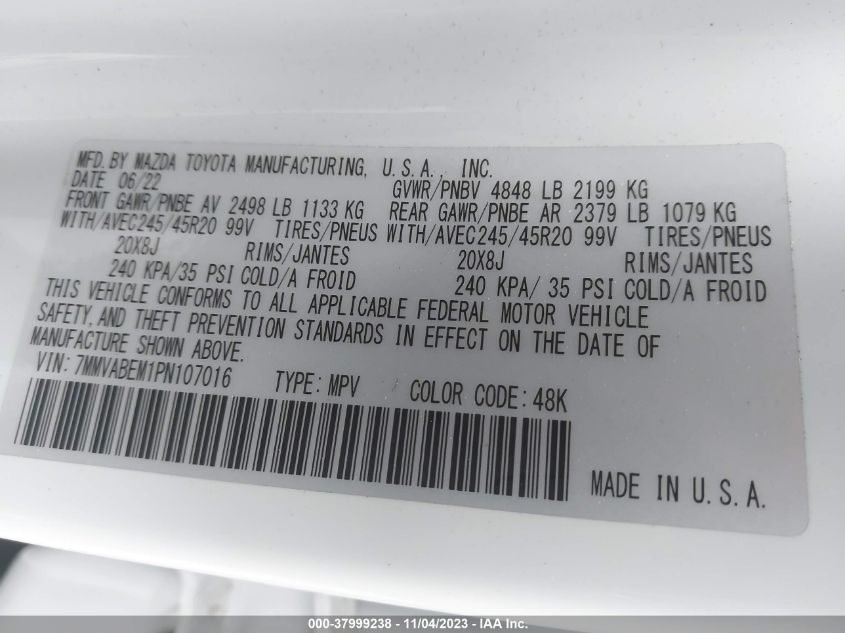 MFD. BY MAZDA TOYOTA MANUFACTURING, U.S.A., INC.
DATE 06/22 GVWR/PNBV 4848 LB 2199 KG
FRONT GAWR/PNBE AV 2498 LB 1133 KG REAR GAWR/PNBE AR 2379 LB 1079 KG
WITH/AVEC245/45R20 99V TIRES/PNEUS WITH/AVEC245/45R20 99V TIRES/PNEUS
20X8J RIMS/JANTES 20X8J RIMS/JANTES
240 KPA/35 PSI COLD/A FROID 240 KPA/ 35 PSI COLD/A FROID
THIS VEHICLE CONFORMS TO ALL APPLICABLE FEDERAL MOTOR VEHICLE
SAFETY, AND THEFT PREVENTION STANDARDS IN EFFECT ON THE DATE OF
MANUFACTURE SHOWN ABOVE.
VIN: 7MMVABEM1PN107016 TYPE: MPV COLOR CODE: 48K
MADE IN U.S.A.
000-37999238 - 11/04/2023 - IAA Inc.